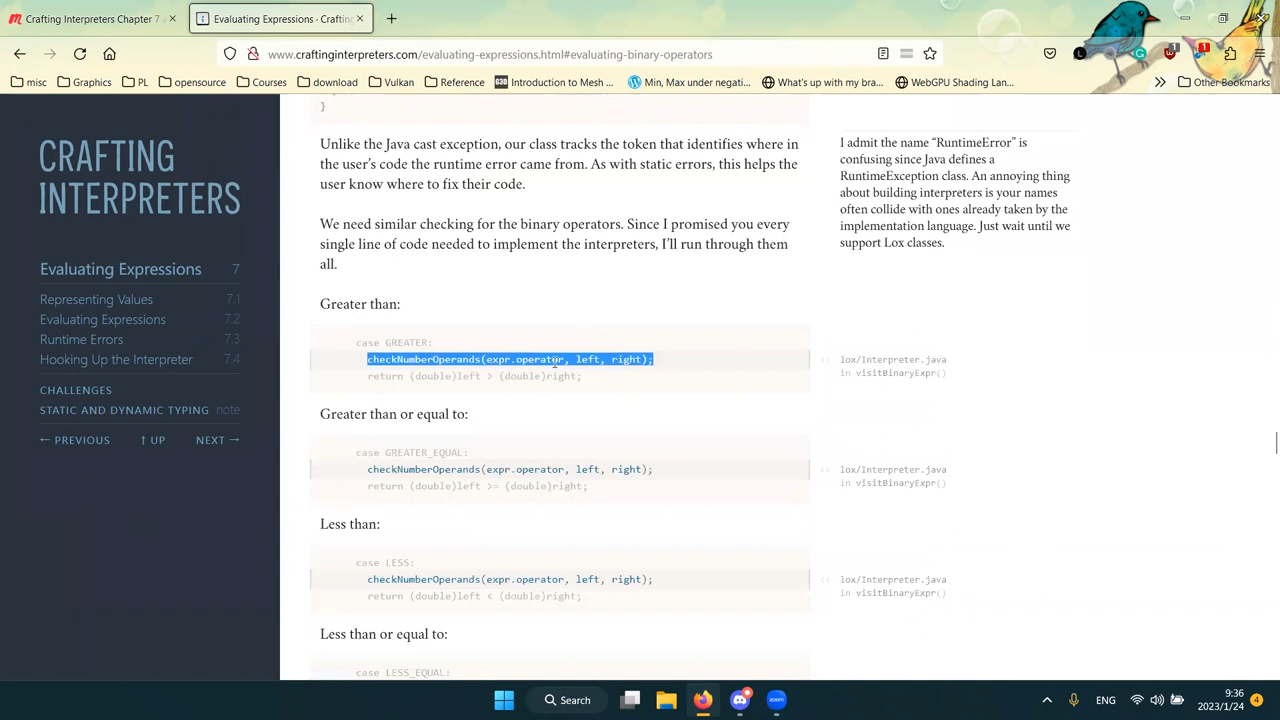 Crafting Interpreters Chapter 7
Evaluating Expressions · Crafting
www.craftinginterpreters.com/evaluating-expressions.html#evaluating-binary-operators
misc
Graphics
PL
opensource
Courses
download
Vulkan
Reference
Introduction to Mesh ...
Min, Max under negati...
What's up with my bra...
WebGPU Shading Lan...
Other Bookmarks
CRAFTING
INTERPRETERS
Evaluating Expressions 7
Representing Values 7.1
Evaluating Expressions 7.2
Runtime Errors 7.3
Hooking Up the Interpreter 7.4
CHALLENGES
STATIC AND DYNAMIC TYPING note
← PREVIOUS ↑ UP NEXT →
}
Unlike the Java cast exception, our class tracks the token that identifies where in
the user's code the runtime error came from. As with static errors, this helps the
user know where to fix their code.
We need similar checking for the binary operators. Since I promised you every
single line of code needed to implement the interpreters, I'll run through them
all.
Greater than:
case GREATER:
checkNumberOperands(expr.operator, left, right);
return (double)left > (double)right;
Greater than or equal to:
case GREATER_EQUAL:
checkNumberOperands(expr.operator, left, right);
return (double)left >= (double)right;
Less than:
case LESS:
checkNumberOperands(expr.operator, left, right);
return (double)left < (double)right;
Less than or equal to:
case LESS_EQUAL:
I admit the name “RuntimeError” is
confusing since Java defines a
RuntimeException class. An annoying thing
about building interpreters is your names
often collide with ones already taken by the
implementation language. Just wait until we
support Lox classes.
lox/Interpreter.java
in visitBinaryExpr()
lox/Interpreter.java
in visitBinaryExpr()
lox/Interpreter.java
in visitBinaryExpr()
Search
zoom
ENG
9:36
2023/1/24
4